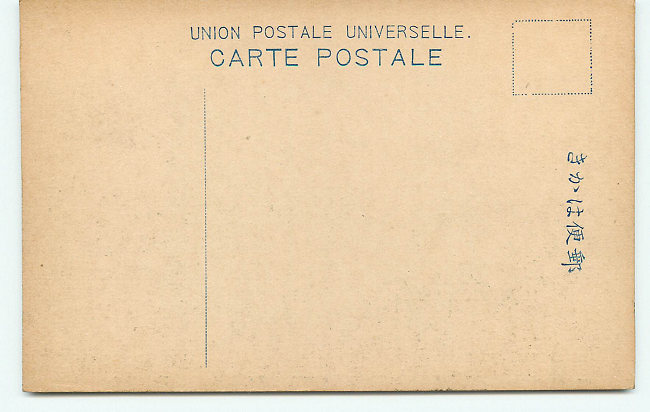 UNION POSTALE UNIVERSELLE.
CARTE POSTALE
郵便はかき